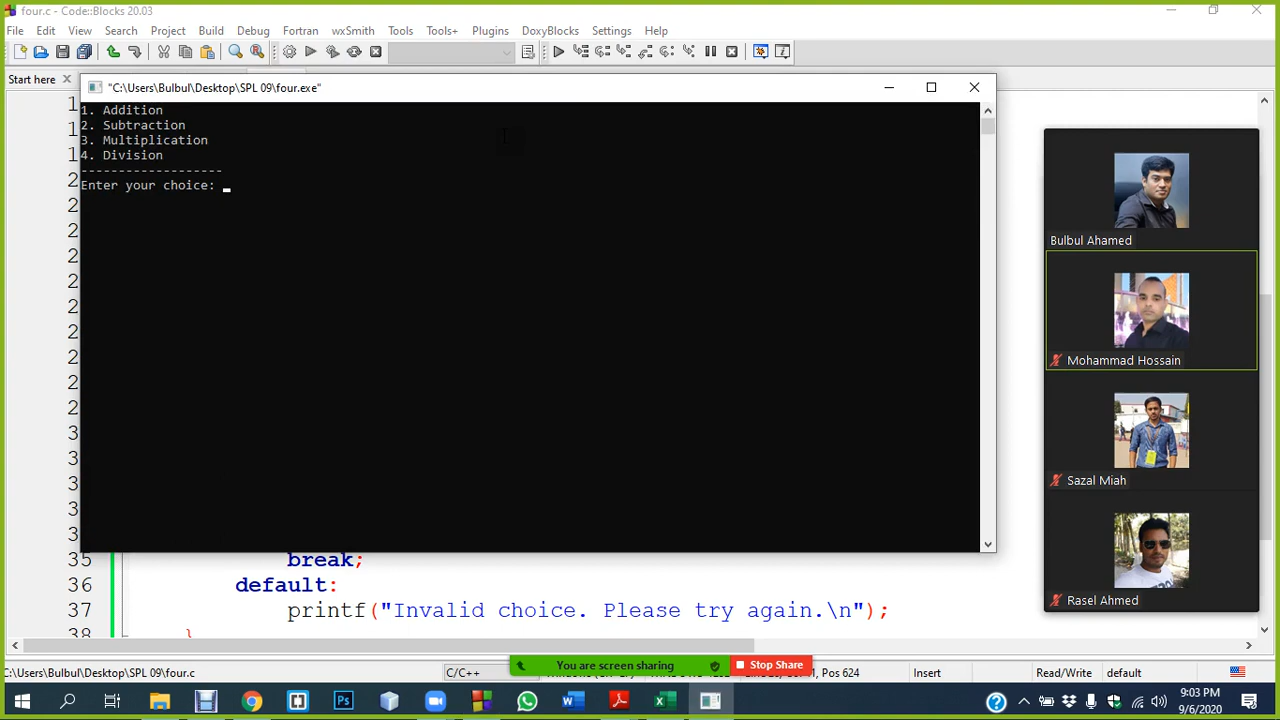 four.c - Code::Blocks 20.03
File Edit View Search Project Build Debug Fortran wxSmith Tools Tools+ Plugins DoxyBlocks Settings Help
Start here
"C:\Users\Bulbul\Desktop\SPL 09\four.exe"
1. Addition
2. Subtraction
3. Multiplication
4. Division
-------------------
Enter your choice:
Bulbul Ahamed
Mohammad Hossain
Sazal Miah
Rasel Ahmed
35 break;
36 default:
37 printf("Invalid choice. Please try again.\n");
38 }
C:\Users\Bulbul\Desktop\SPL 09\four.c C/C++ Pos 624 Insert Read/Write default
You are screen sharing Stop Share
9:03 PM
9/6/2020